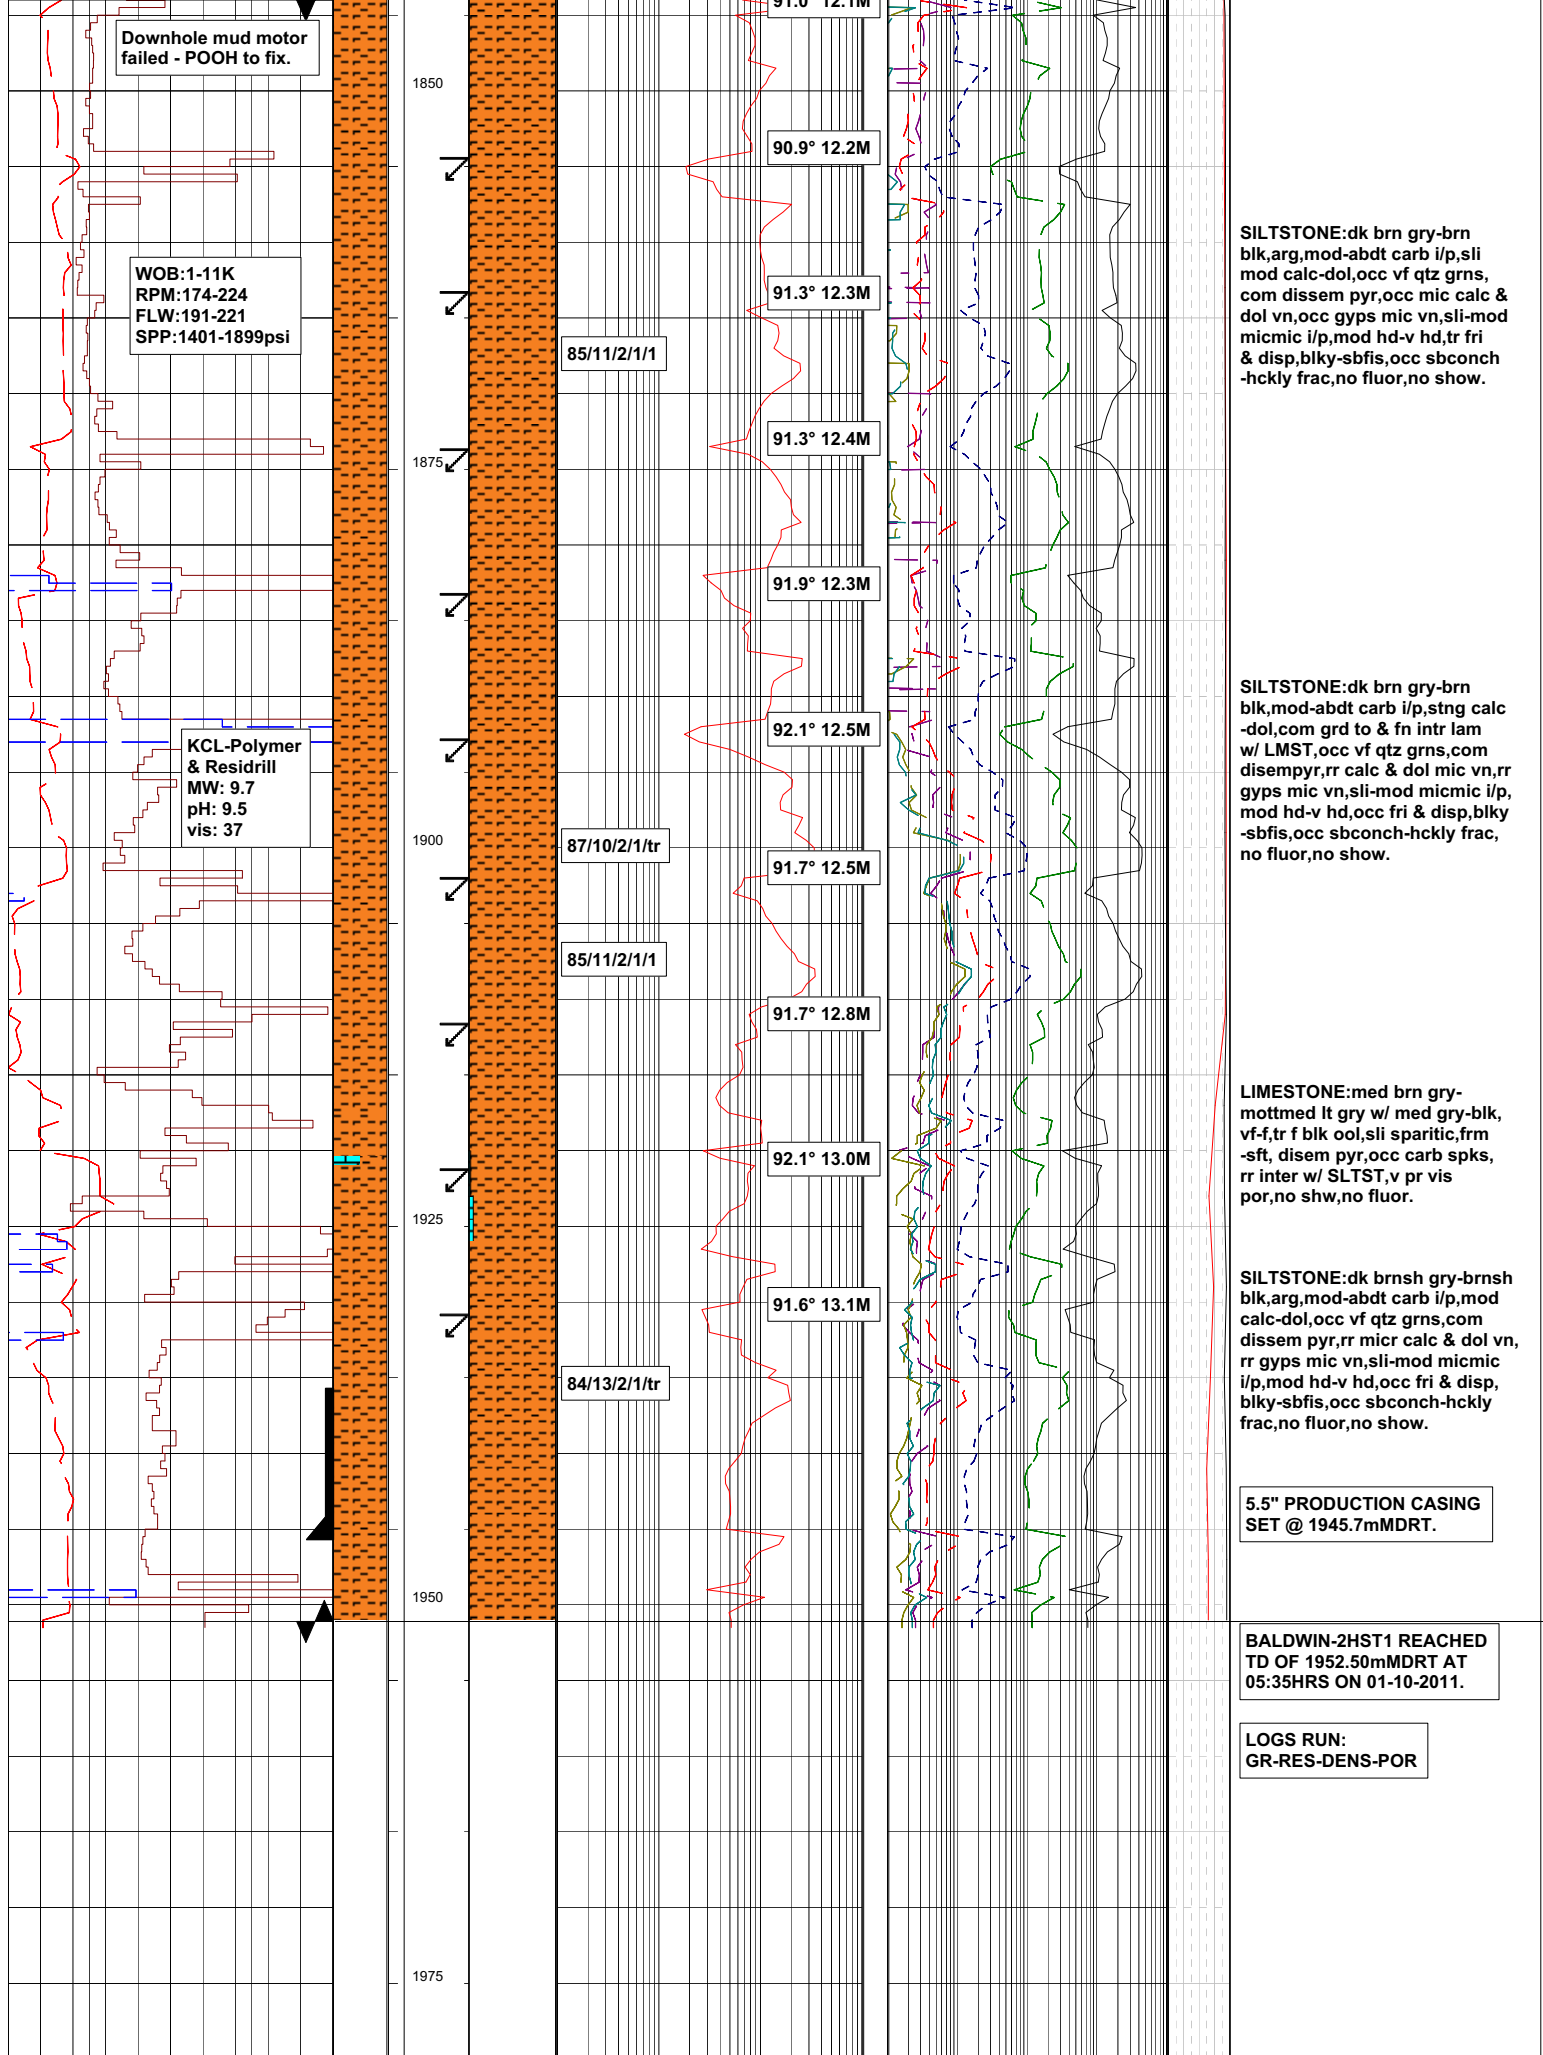 91.0° 12.1M
Downhole mud motor
failed - POOH to fix.
1850
90.9° 12.2M
SILTSTONE:dk brn gry-brn
blk,arg,mod-abdt carb i/p,sli
mod calc-dol,occ vf qtz grns,
com dissem pyr,occ mic calc &
dol vn,occ gyps mic vn,sli-mod
micmic i/p,mod hd-v hd,tr fri
& disp,blky-sbfis,occ sbconch
-hckly frac,no fluor,no show.
WOB:1-11K
RPM:174-224
FLW:191-221
SPP:1401-1899psi
91.3° 12.3M
85/11/2/1/1
91.3° 12.4M
1875
91.9° 12.3M
SILTSTONE:dk brn gry-brn
blk,mod-abdt carb i/p,stng calc
-dol,com grd to & fn intr lam
w/ LMST,occ vf qtz grns,com
disempyr,rr calc & dol mic vn,rr
gyps mic vn,sli-mod micmic i/p,
mod hd-v hd,occ fri & disp,blky
-sbfis,occ sbconch-hckly frac,
no fluor,no show.
92.1° 12.5M
KCL-Polymer
& Residrill
MW: 9.7
pH: 9.5
vis: 37
1900
87/10/2/1/tr
91.7° 12.5M
85/11/2/1/1
91.7° 12.8M
LIMESTONE:med brn gry-
mottmed lt gry w/ med gry-blk,
vf-f,tr f blk ool,sli sparitic,frm
-sft, disem pyr,occ carb spks,
rr inter w/ SLTST,v pr vis
por,no shw,no fluor.
92.1° 13.0M
1925
SILTSTONE:dk brnsh gry-brnsh
blk,arg,mod-abdt carb i/p,mod
calc-dol,occ vf qtz grns,com
dissem pyr,rr micr calc & dol vn,
rr gyps mic vn,sli-mod micmic
i/p,mod hd-v hd,occ fri & disp,
blky-sbfis,occ sbconch-hckly
frac,no fluor,no show.
91.6° 13.1M
84/13/2/1/tr
5.5" PRODUCTION CASING
SET @ 1945.7mMDRT.
1950
BALDWIN-2HST1 REACHED
TD OF 1952.50mMDRT AT
05:35HRS ON 01-10-2011.
LOGS RUN:
GR-RES-DENS-POR
1975